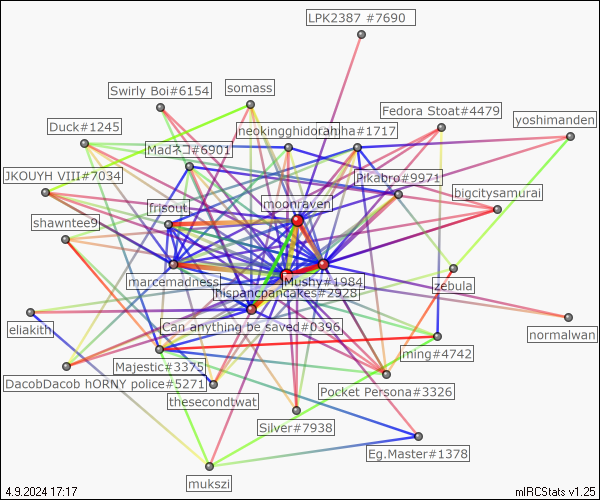 LPK2387 #7690
Swirly Boi#6154
somass
Fedora Stoat#4479
yoshimanden
Duck#1245
neokingghidorah
ha#1717
Madネコ#6901
JKOUYH VIII#7034
Pikabro#9971
bigcitysamurai
moonraven
frisout
shawntee9
marcemadness
Mushy#1984
hispancpancakes#2928
zebula
eliakith
Can anything be saved#0396
normalwan
ming#4742
Majestic#3375
DacobDacob hORNY police#5271
Pocket Persona#3326
thesecondtwat
Silver#7938
Eg.Master#1378
mukszi
4.9.2024 17:17
mIRCStats v1.25